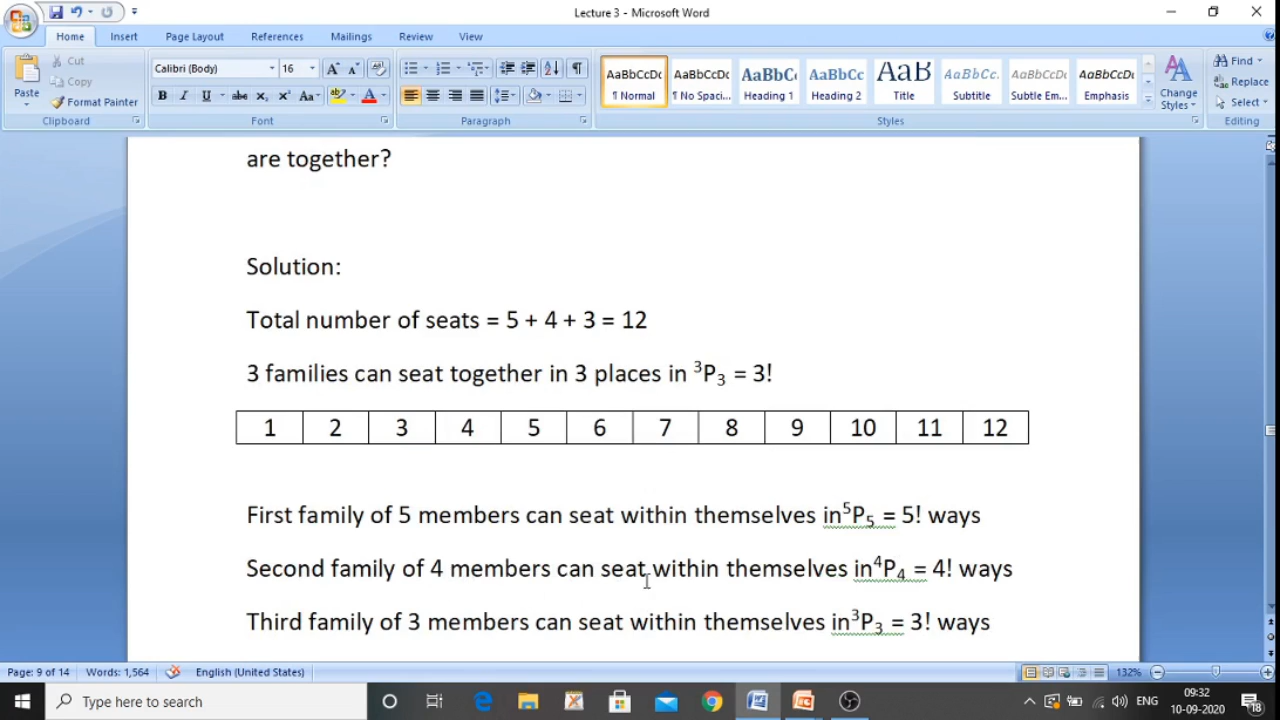 Lecture 3 - Microsoft Word
Home Insert Page Layout References Mailings Review View
Paste
Cut
Copy
Format Painter
Clipboard
Calibri (Body) 16
Font
Paragraph
AaBbCcDc AaBbCcDc AaBbCc AaBbCc AaB AaBbCc. AaBbCcDc AaBbCcDc
¶ Normal ¶ No Spaci... Heading 1 Heading 2 Title Subtitle Subtle Em... Emphasis
Change Styles
Styles
Find
Replace
Select
Editing
are together?
Solution:
Total number of seats = 5 + 4 + 3 = 12
3 families can seat together in 3 places in ³P₃ = 3!
1 2 3 4 5 6 7 8 9 10 11 12
First family of 5 members can seat within themselves in⁵P₅ = 5! ways
Second family of 4 members can seat within themselves in⁴P₄ = 4! ways
Third family of 3 members can seat within themselves in³P₃ = 3! ways
Page: 9 of 14 Words: 1,564 English (United States) 132%
Type here to search
ENG
09:32
10-09-2020
18